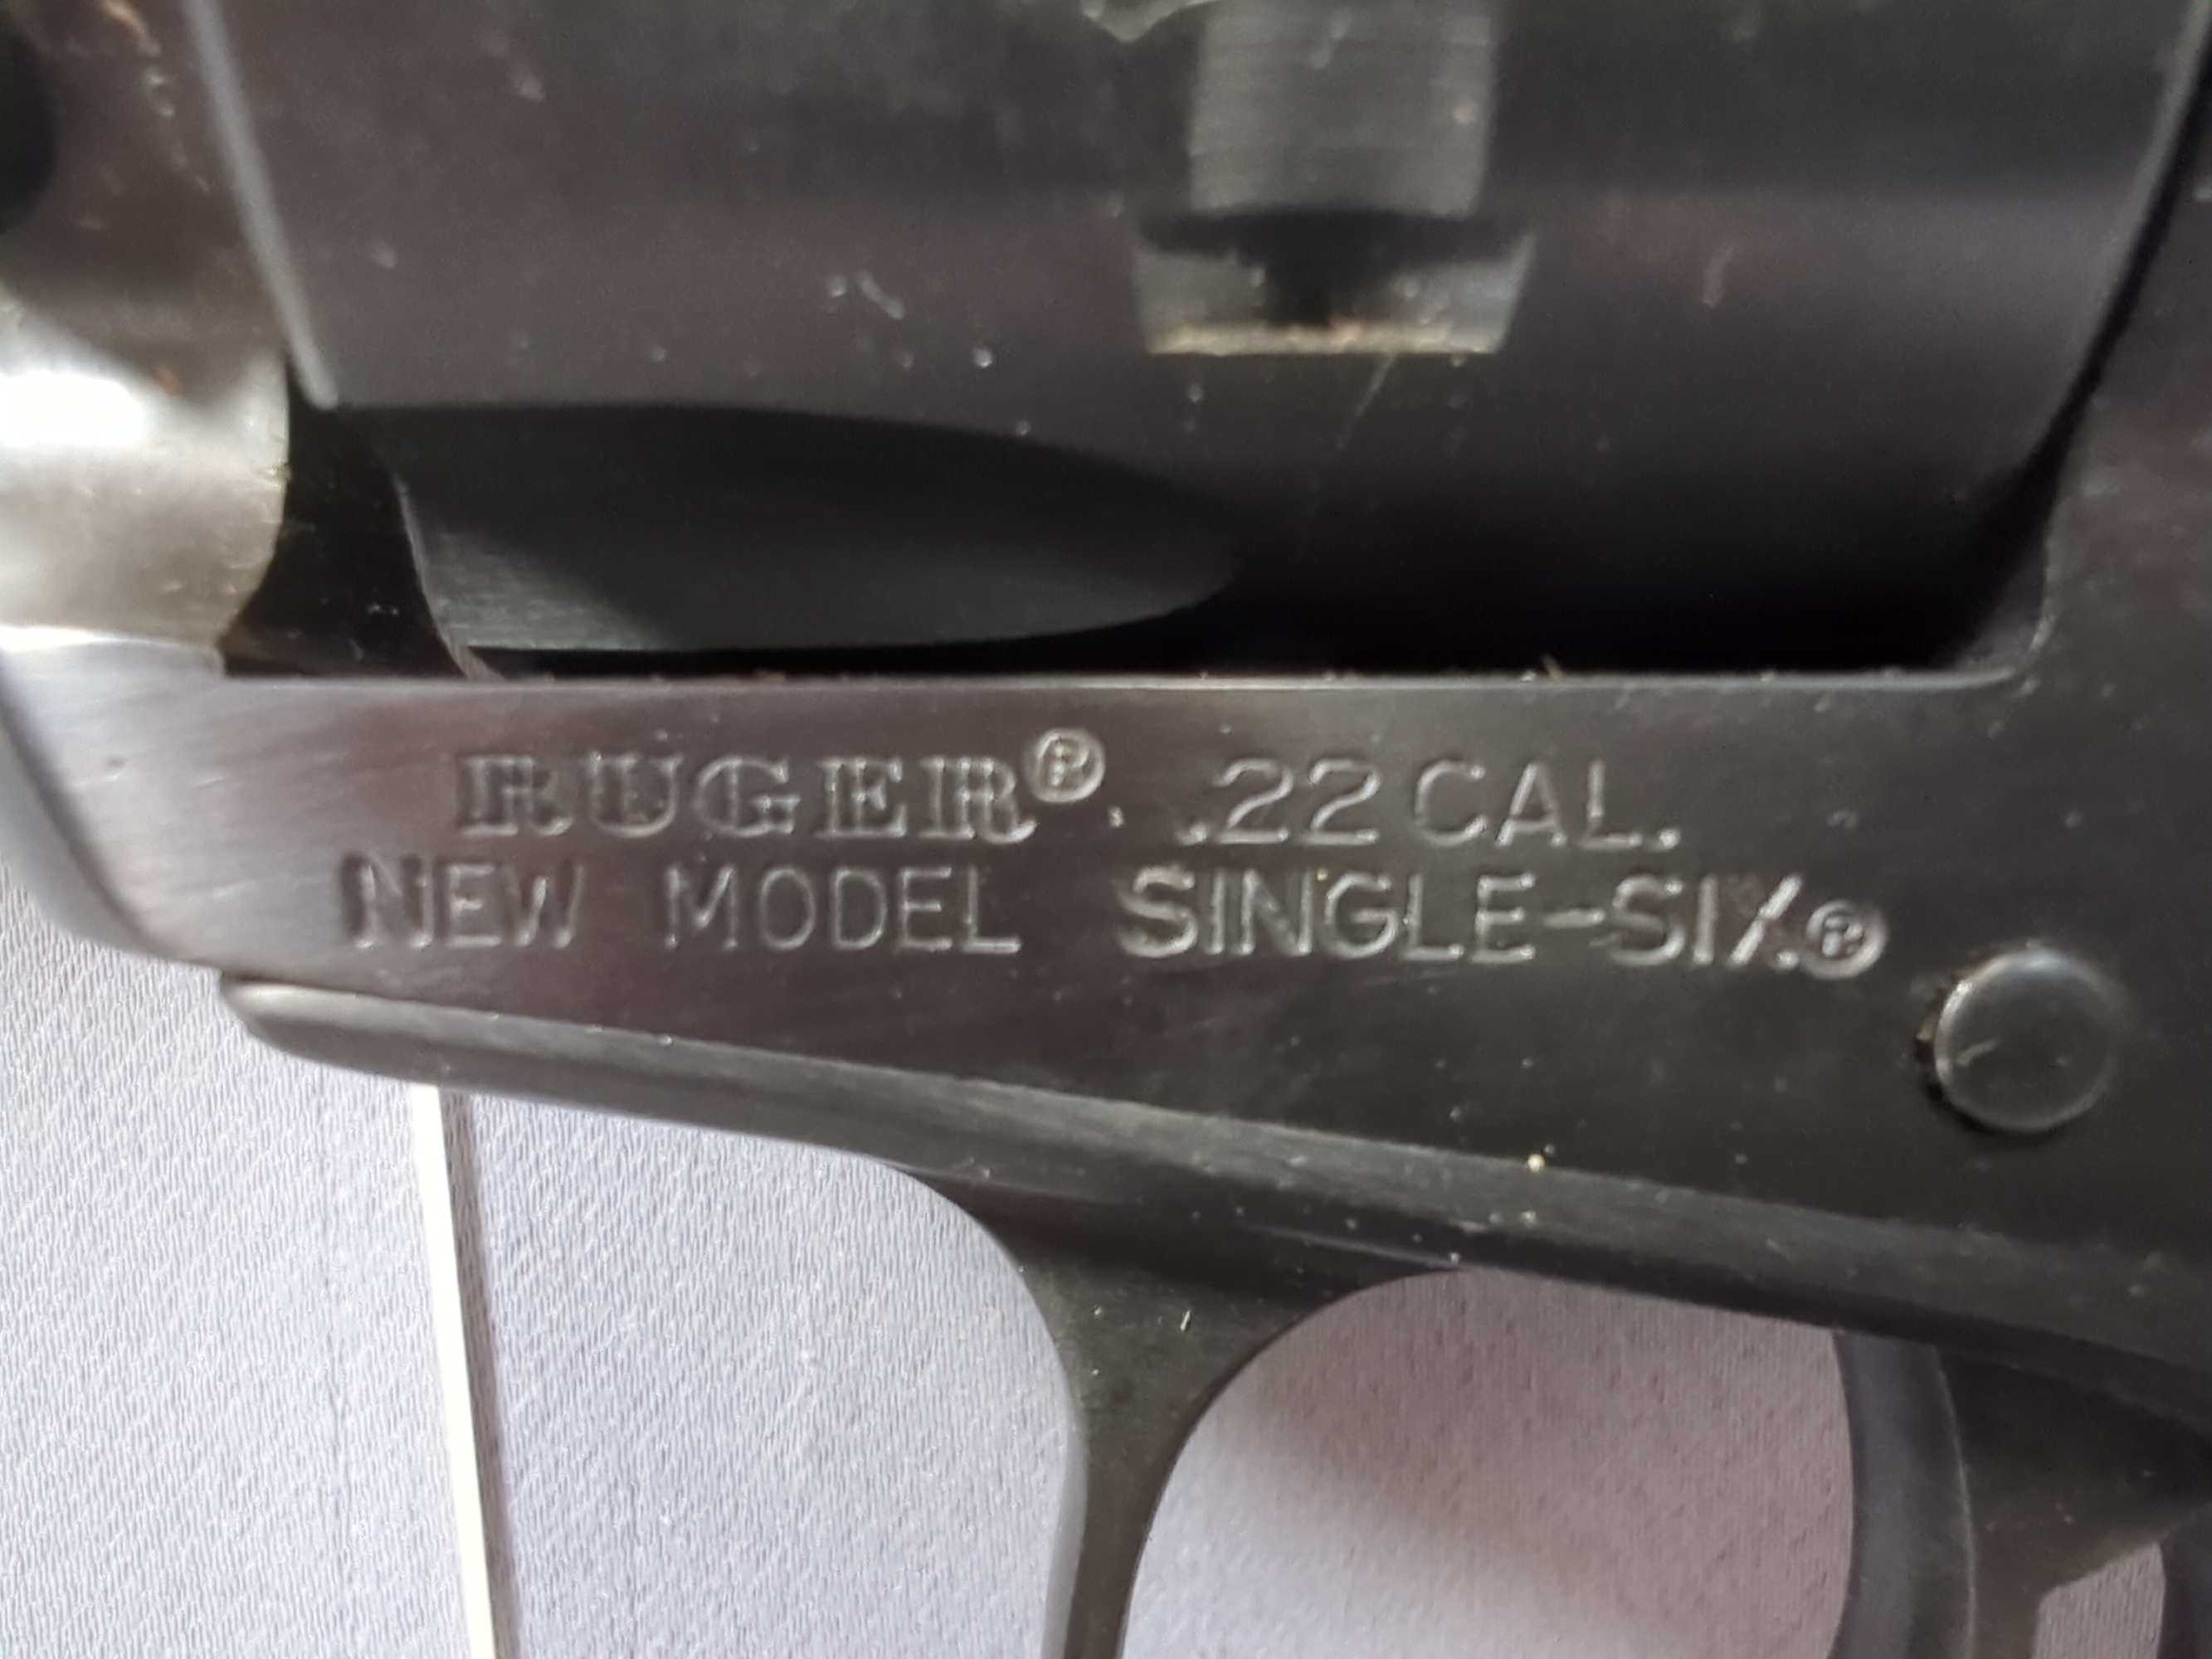 RUGER® .22 CAL.
NEW MODEL SINGLE-SIX®